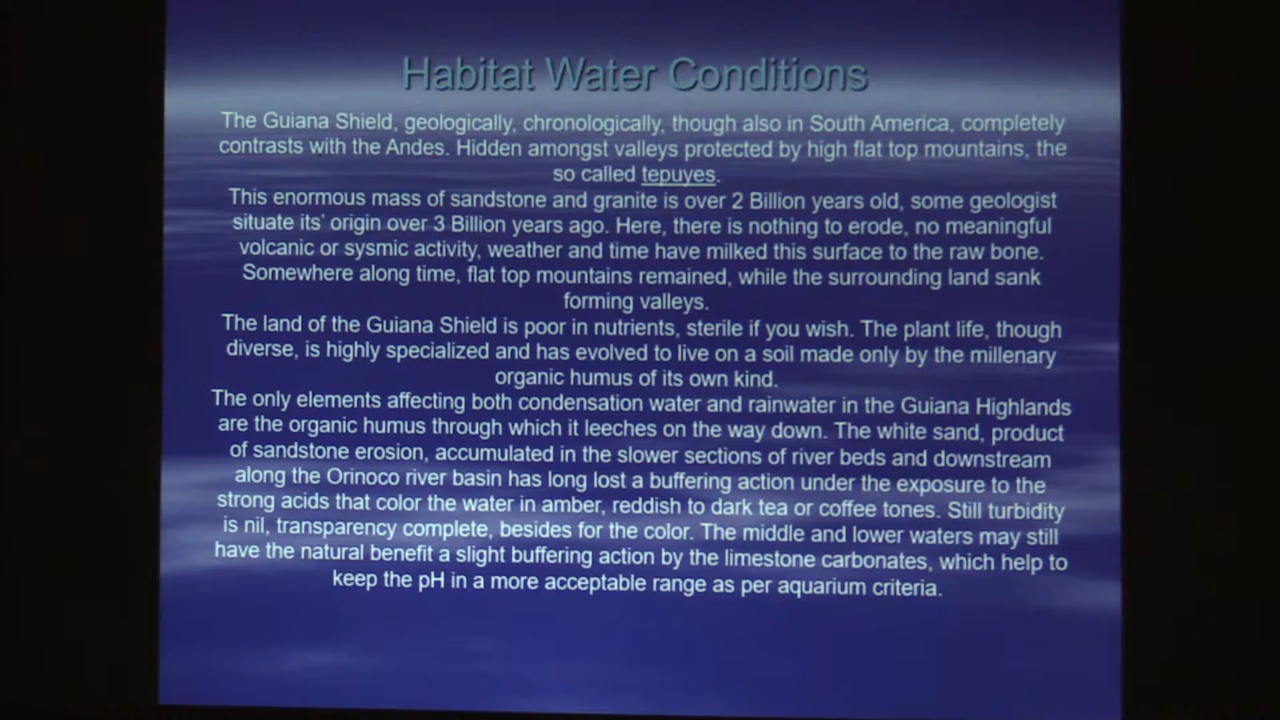 Habitat Water Conditions
The Guiana Shield, geologically, chronologically, though also in South America, completely
contrasts with the Andes. Hidden amongst valleys protected by high flat top mountains, the
so called tepuyes.
This enormous mass of sandstone and granite is over 2 Billion years old, some geologist
situate its' origin over 3 Billion years ago. Here, there is nothing to erode, no meaningful
volcanic or sysmic activity, weather and time have milked this surface to the raw bone.
Somewhere along time, flat top mountains remained, while the surrounding land sank
forming valleys.
The land of the Guiana Shield is poor in nutrients, sterile if you wish. The plant life, though
diverse, is highly specialized and has evolved to live on a soil made only by the millenary
organic humus of its own kind.
The only elements affecting both condensation water and rainwater in the Guiana Highlands
are the organic humus through which it leeches on the way down. The white sand, product
of sandstone erosion, accumulated in the slower sections of river beds and downstream
along the Orinoco river basin has long lost a buffering action under the exposure to the
strong acids that color the water in amber, reddish to dark tea or coffee tones. Still turbidity
is nil, transparency complete, besides for the color. The middle and lower waters may still
have the natural benefit a slight buffering action by the limestone carbonates, which help to
keep the pH in a more acceptable range as per aquarium criteria.